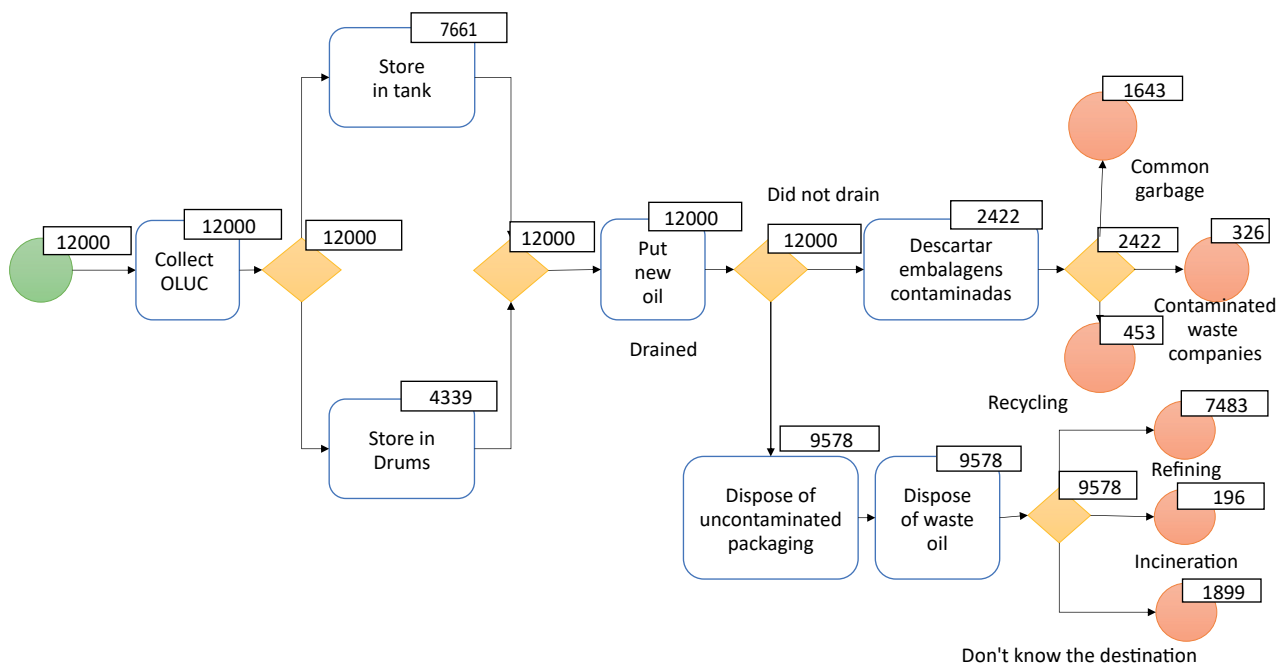 7661
Store
in tank
1643
Common
garbage
Did not drain
12000
12000
12000
12000
12000
12000
2422
2422
326
Collect
OLUC
Put
new
oil
Descartar
embalagens
contaminadas
Contaminated
waste
companies
453
Drained
4339
Store in
Drums
Recycling
7483
9578
9578
9578
Refining
Dispose of
uncontaminated
packaging
Dispose
of waste
oil
196
Incineration
1899
Don't know the destination